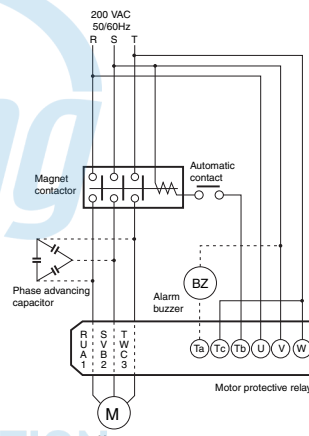 200 VAC
50/60Hz
R S T
Automatic
contact
Magnet
contactor
BZ
Phase advancing
capacitor
Alarm
buzzer
R S T
U V W
A B C
1 2 3
Ta Tc Tb U V W
Motor protective relay
M